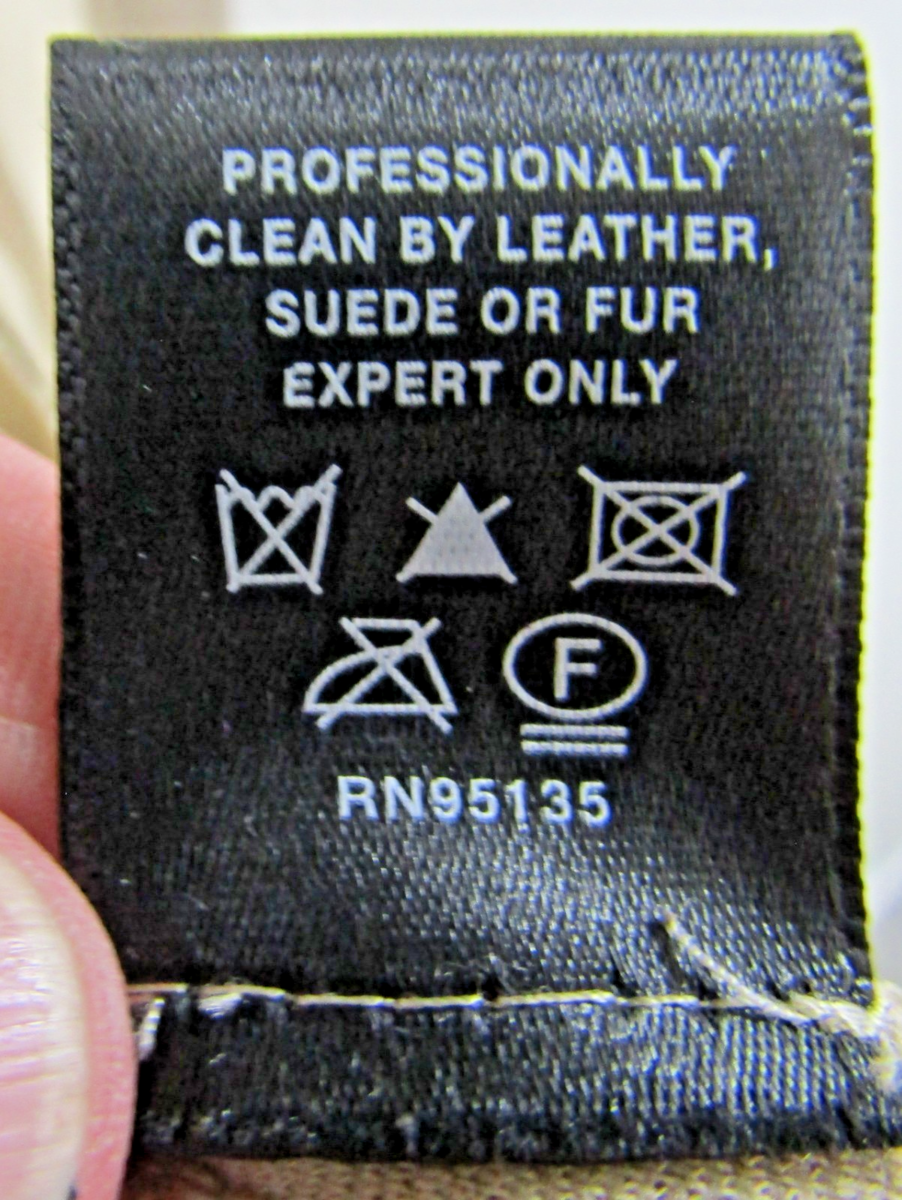 PROFESSIONALLY
CLEAN BY LEATHER,
SUEDE OR FUR
EXPERT ONLY
F
RN95135